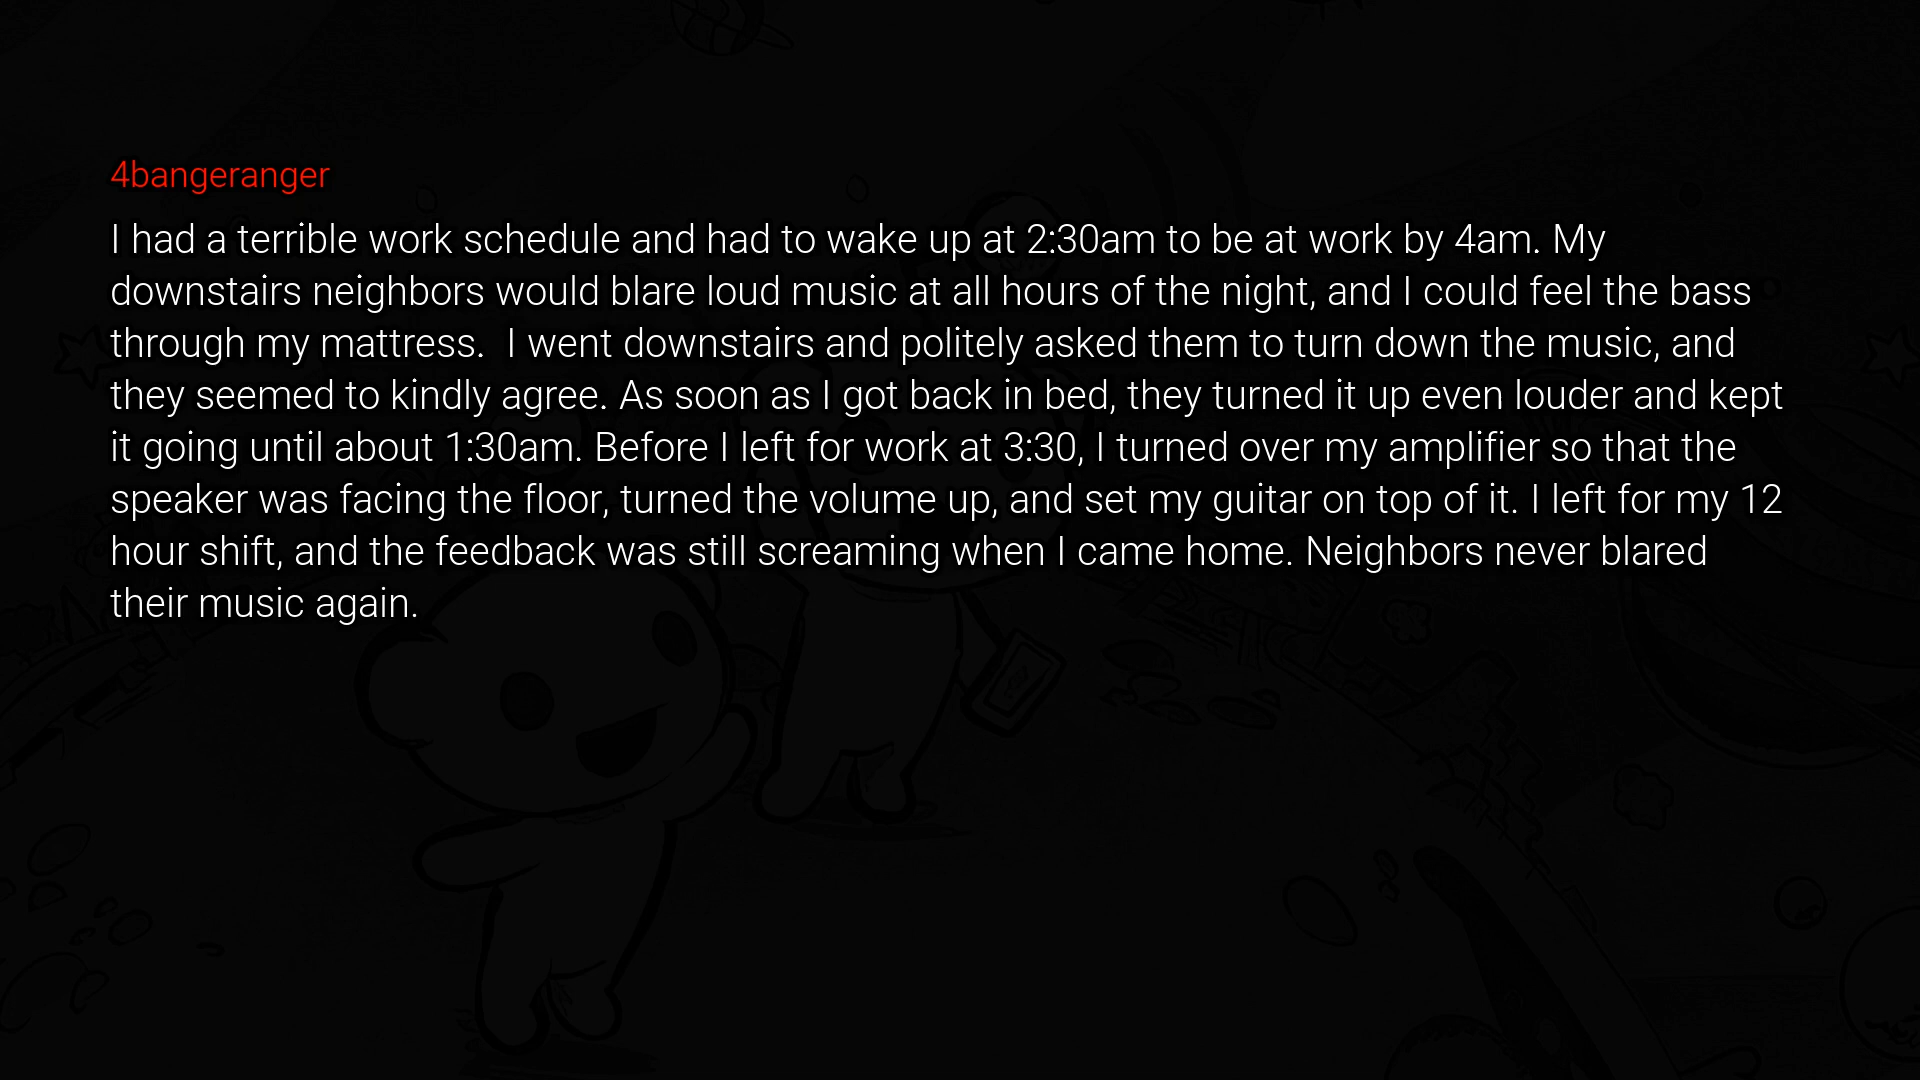 4bangeranger
I had a terrible work schedule and had to wake up at 2:30am to be at work by 4am. My
downstairs neighbors would blare loud music at all hours of the night, and I could feel the bass
through my mattress.  I went downstairs and politely asked them to turn down the music, and
they seemed to kindly agree. As soon as I got back in bed, they turned it up even louder and kept
it going until about 1:30am. Before I left for work at 3:30, I turned over my amplifier so that the
speaker was facing the floor, turned the volume up, and set my guitar on top of it. I left for my 12
hour shift, and the feedback was still screaming when I came home. Neighbors never blared
their music again.